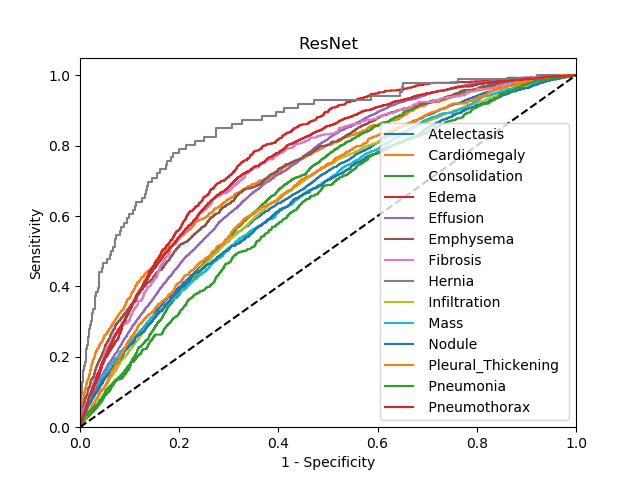 ResNet
Sensitivity
1.0
0.8
0.6
0.4
0.2
0.0
Atelectasis
Cardiomegaly
Consolidation
Edema
Effusion
Emphysema
Fibrosis
Hernia
Infiltration
Mass
Nodule
Pleural_Thickening
Pneumonia
Pneumothorax
0.0 0.2 0.4 0.6 0.8 1.0
1 - Specificity